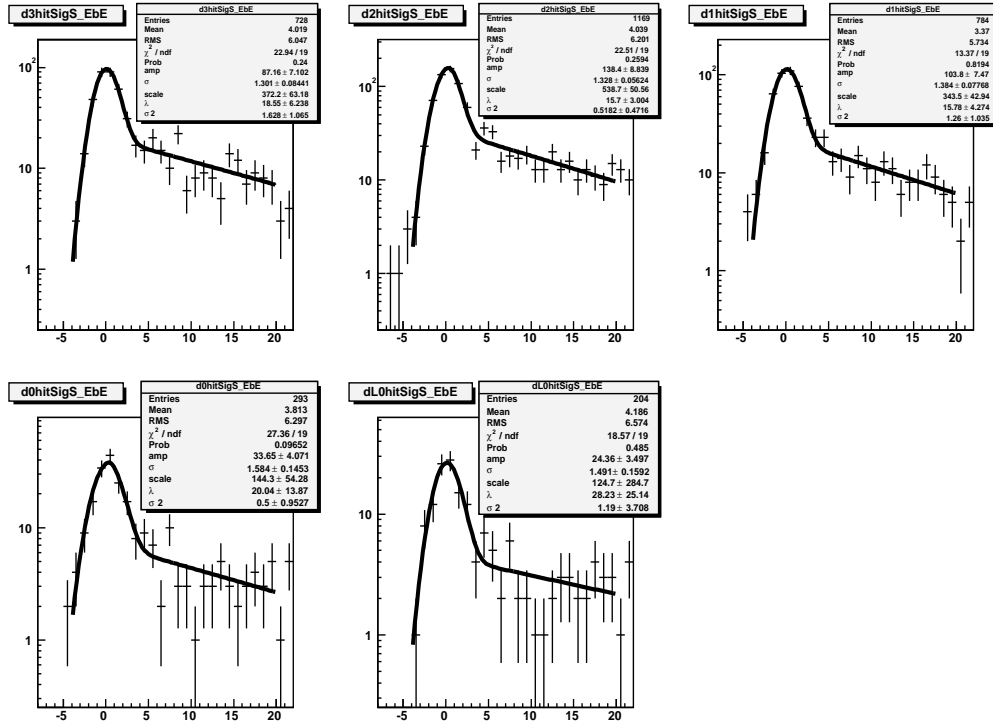 d3hitSigS_EbE
d3hitSigS_EbE
Entries 728
Mean 4.019
RMS 6.047
χ2 / ndf 22.94 / 19
Prob 0.24
amp 87.16 ± 7.102
σ 1.301 ± 0.08441
scale 372.2 ± 63.18
λ 18.55 ± 6.238
σ 2 1.628 ± 1.065
10^2
10
1
-5 0 5 10 15 20
d2hitSigS_EbE
d2hitSigS_EbE
Entries 1169
Mean 4.039
RMS 6.201
χ2 / ndf 22.51 / 19
Prob 0.2594
amp 138.4 ± 8.839
σ 1.328 ± 0.05624
scale 538.7 ± 50.56
λ 15.7 ± 3.004
σ 2 0.5182 ± 0.4716
10^2
10
1
-5 0 5 10 15 20
d1hitSigS_EbE
d1hitSigS_EbE
Entries 784
Mean 3.37
RMS 5.734
χ2 / ndf 13.37 / 19
Prob 0.8194
amp 103.8 ± 7.47
σ 1.384 ± 0.07768
scale 343.5 ± 42.94
λ 15.78 ± 4.274
σ 2 1.26 ± 1.035
10^2
10
1
-5 0 5 10 15 20
d0hitSigS_EbE
d0hitSigS_EbE
Entries 293
Mean 3.813
RMS 6.297
χ2 / ndf 27.36 / 19
Prob 0.09652
amp 33.65 ± 4.071
σ 1.584 ± 0.1453
scale 144.3 ± 54.28
λ 20.04 ± 13.87
σ 2 0.5 ± 0.9527
10
1
-5 0 5 10 15 20
dL0hitSigS_EbE
dL0hitSigS_EbE
Entries 204
Mean 4.186
RMS 6.574
χ2 / ndf 18.57 / 19
Prob 0.485
amp 24.36 ± 3.497
σ 1.491 ± 0.1592
scale 124.7 ± 284.7
λ 28.23 ± 25.14
σ 2 1.19 ± 3.708
10
1
-5 0 5 10 15 20